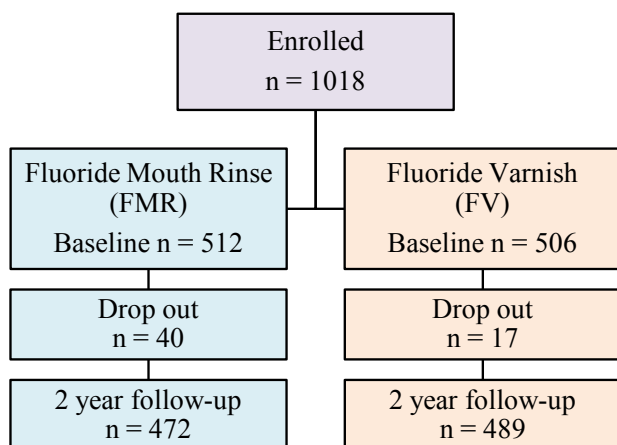 Enrolled
n = 1018
Fluoride Mouth Rinse
(FMR)
Baseline n = 512
Fluoride Varnish
(FV)
Baseline n = 506
Drop out
n = 40
Drop out
n = 17
2 year follow-up
n = 472
2 year follow-up
n = 489